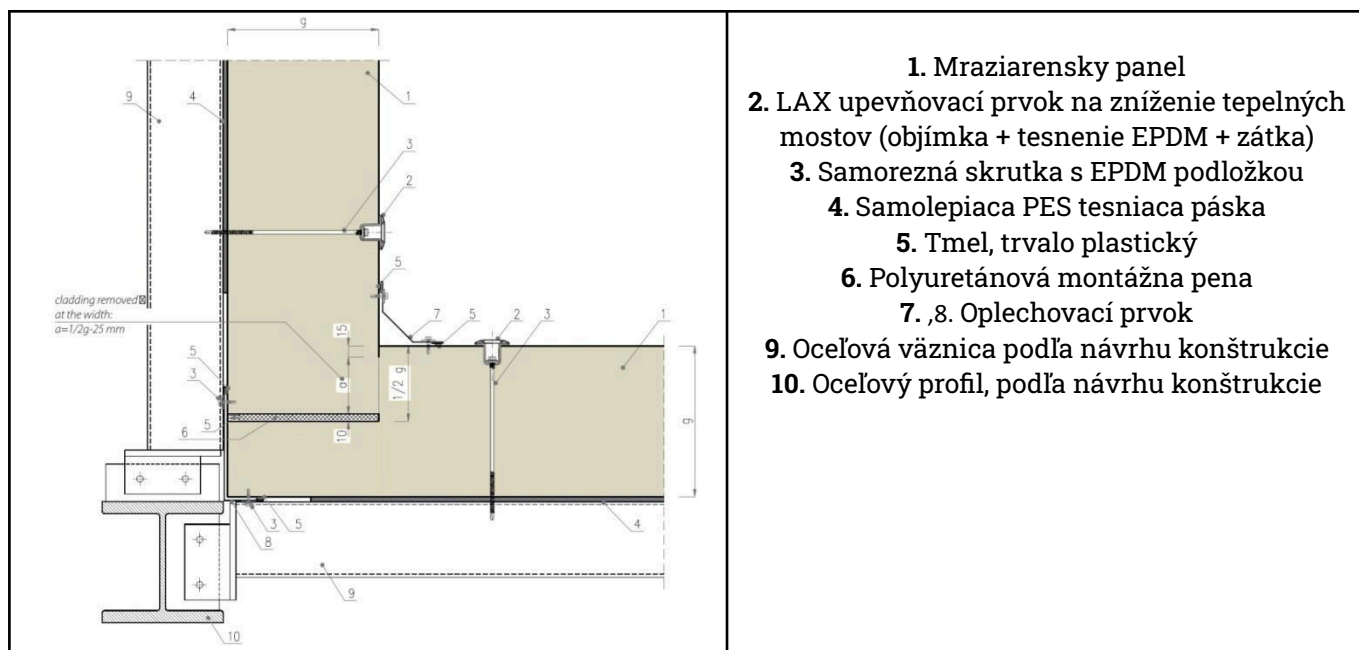 g
9
4
1
3
2
5
cladding removed
at the width:
a=1/2g-25 mm
7
5
2
3
1
15
a
1/2 g
g
5
3
5
6
10
3
5
8
4
9
10
1. Mraziarensky panel
2. LAX upevňovací prvok na zníženie tepelných
mostov (objímka + tesnenie EPDM + zátka)
3. Samorezná skrutka s EPDM podložkou
4. Samolepiaca PES tesniaca páska
5. Tmel, trvalo plastický
6. Polyuretánová montážna pena
7. ,8. Oplechovací prvok
9. Oceľová väznica podľa návrhu konštrukcie
10. Oceľový profil, podľa návrhu konštrukcie